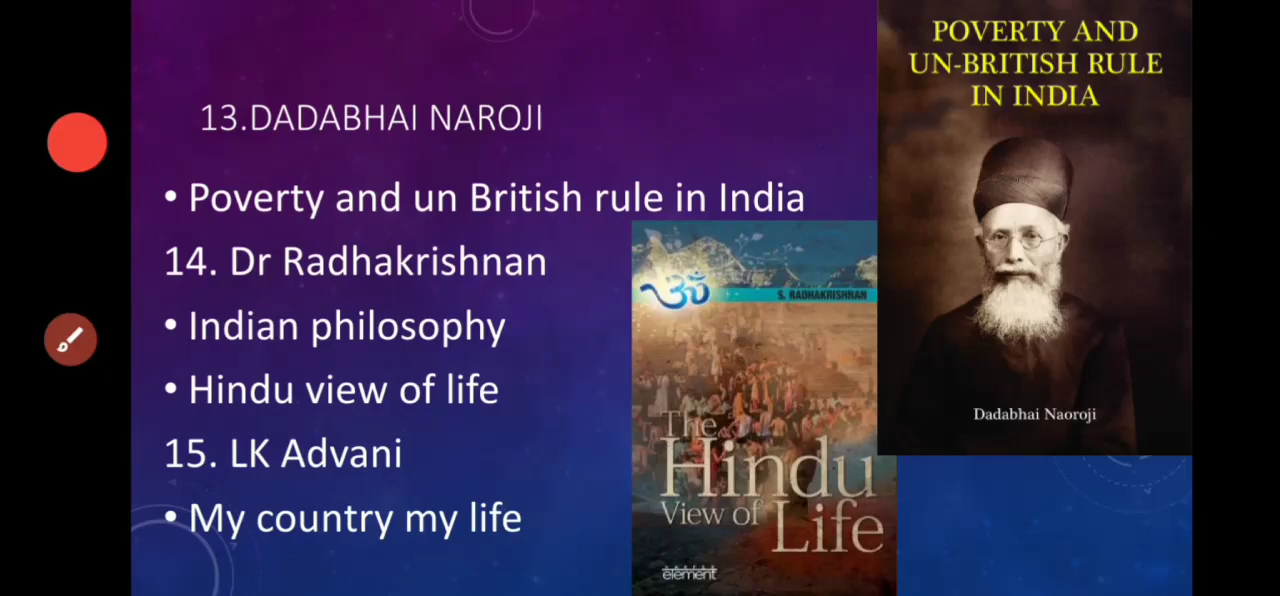 13.DADABHAI NAROJI
• Poverty and un British rule in India
14. Dr Radhakrishnan
• Indian philosophy
• Hindu view of life
15. LK Advani
• My country my life
ॐ
S. RADHAKRISHNAN
The
Hindu
View of
Life
element
POVERTY AND
UN-BRITISH RULE
IN INDIA
Dadabhai Naoroji